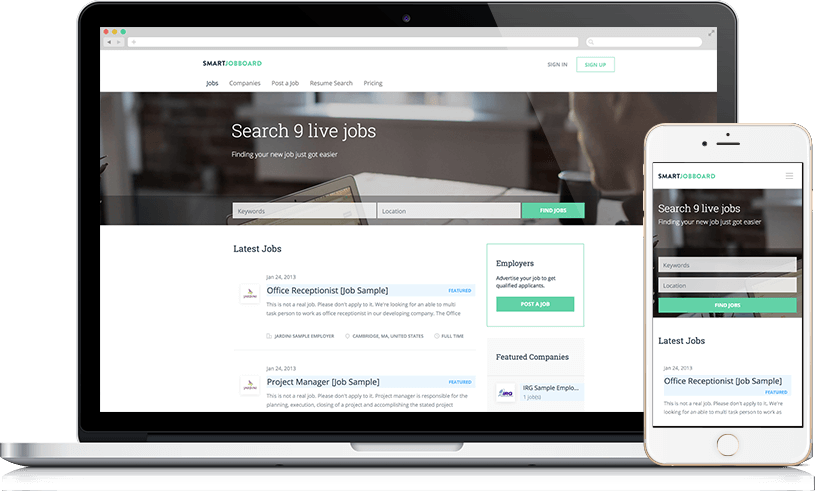 SMARTJOBBOARD
SIGN IN
SIGN UP
Jobs Companies Post a Job Resume Search Pricing
Search 9 live jobs
Finding your new job just got easier
Keywords
Location
FIND JOBS
Latest Jobs
Jan 24, 2013
Office Receptionist [Job Sample]
FEATURED
This is not a real job. Please don't apply to it. We're looking for an able to multi
task person to work as office receptionist in our developing company. The Office
JARDINI SAMPLE EMPLOYER CAMBRIDGE, MA, UNITED STATES FULL TIME
Jan 24, 2013
Project Manager [Job Sample]
FEATURED
This is not a real job. Please don't apply to it. Project manager is responsible for the
planning, execution, closing of a project and accomplishing the stated project
Employers
Advertise your job to get
qualified applicants.
POST A JOB
Featured Companies
IRG Sample Emplo...
1 Job(s)
SMARTJOBBOARD
Search 9 live jobs
Finding your new job just got easier
Keywords
Location
FIND JOBS
Latest Jobs
Jan 24, 2013
Office Receptionist [Job Sample]
FEATURED
This is not a real job. Please don't apply to it. We're
looking for an able to multi task person to work as